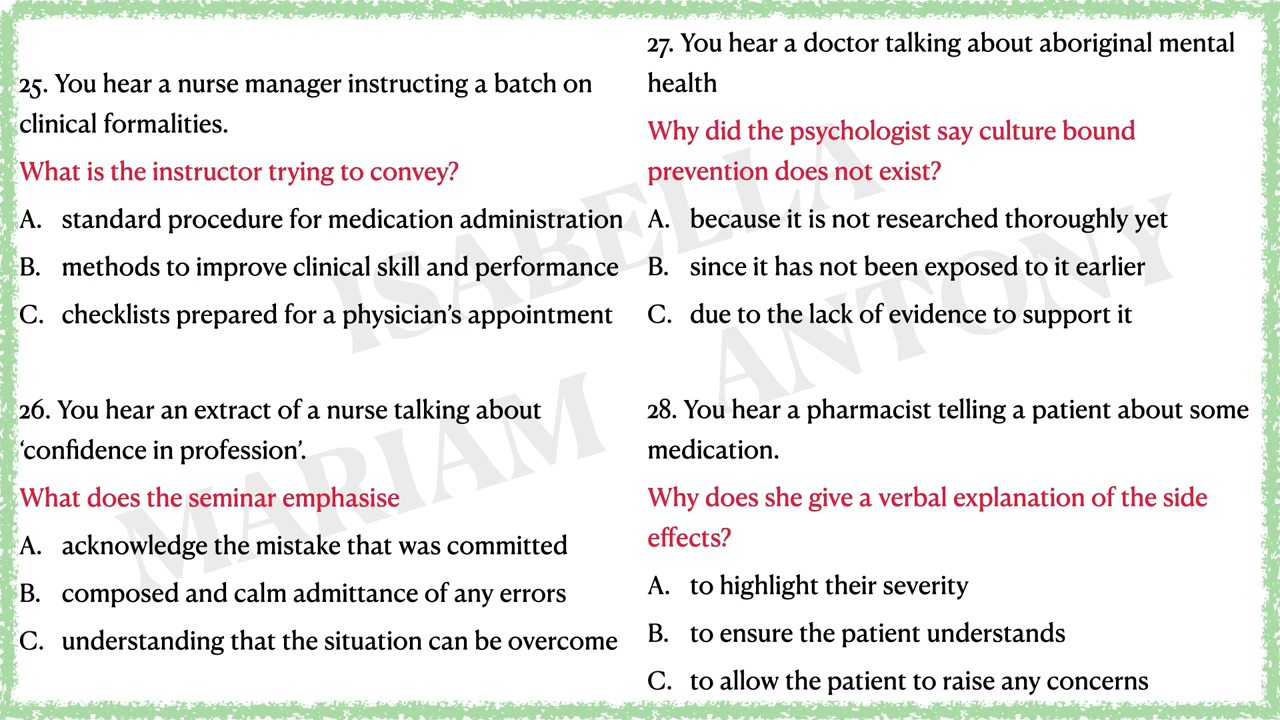 25. You hear a nurse manager instructing a batch on
clinical formalities.
What is the instructor trying to convey?
A. standard procedure for medication administration
B. methods to improve clinical skill and performance
C. checklists prepared for a physician’s appointment
26. You hear an extract of a nurse talking about
‘confidence in profession’.
What does the seminar emphasise
A. acknowledge the mistake that was committed
B. composed and calm admittance of any errors
C. understanding that the situation can be overcome
27. You hear a doctor talking about aboriginal mental
health
Why did the psychologist say culture bound
prevention does not exist?
A. because it is not researched thoroughly yet
B. since it has not been exposed to it earlier
C. due to the lack of evidence to support it
28. You hear a pharmacist telling a patient about some
medication.
Why does she give a verbal explanation of the side
effects?
A. to highlight their severity
B. to ensure the patient understands
C. to allow the patient to raise any concerns
ISABELLA
MARIAM ANTONY